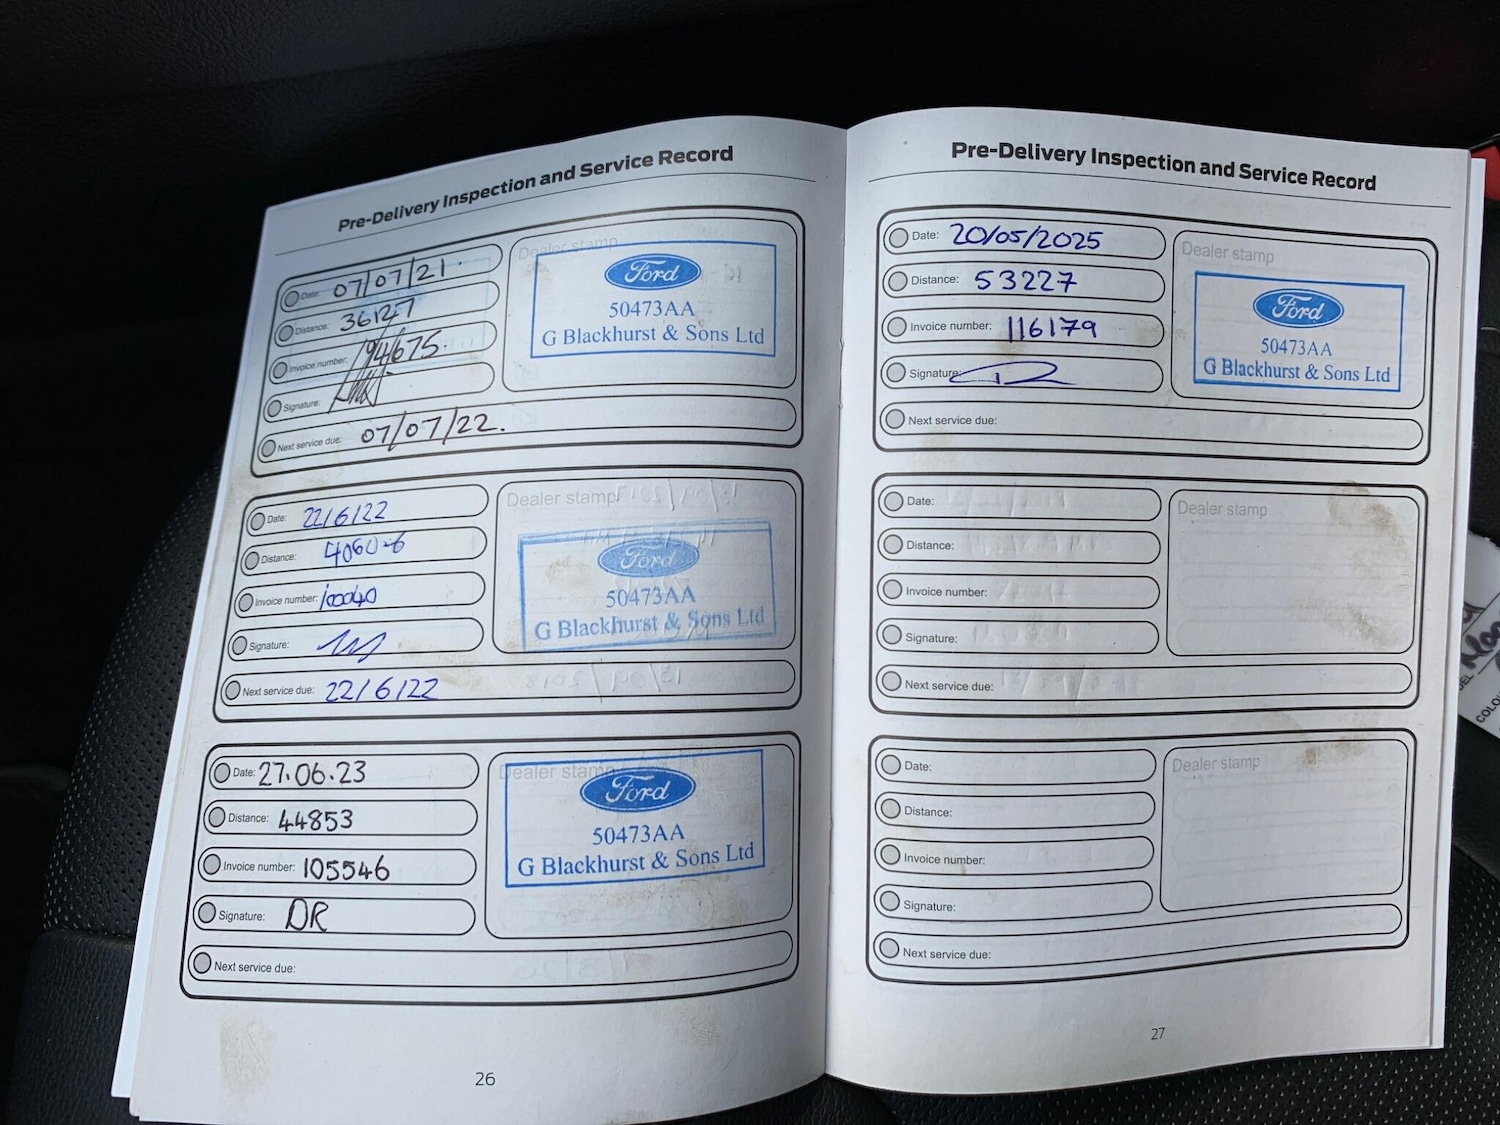 Pre-Delivery Inspection and Service Record
Date: 07/07/21.
Distance: 36127
Invoice number: 94675.
Signature:
Next service due: 07/07/22.
Dealer stamp
Ford
50473AA
G Blackhurst & Sons Ltd
Date: 22/6/22
Distance: 40606
Invoice number: 100040
Signature:
Next service due: 22/6/22
Dealer stamp
Ford
50473AA
G Blackhurst & Sons Ltd
Date: 27.06.23
Distance: 44853
Invoice number: 105546
Signature: DR
Next service due:
Dealer stamp
Ford
50473AA
G Blackhurst & Sons Ltd
26
Pre-Delivery Inspection and Service Record
Date: 20/05/2025
Distance: 53227
Invoice number: 116179
Signature:
Next service due:
Dealer stamp
Ford
50473AA
G Blackhurst & Sons Ltd
Date:
Distance:
Invoice number:
Signature:
Next service due:
Dealer stamp
Date:
Distance:
Invoice number:
Signature:
Next service due:
Dealer stamp
27